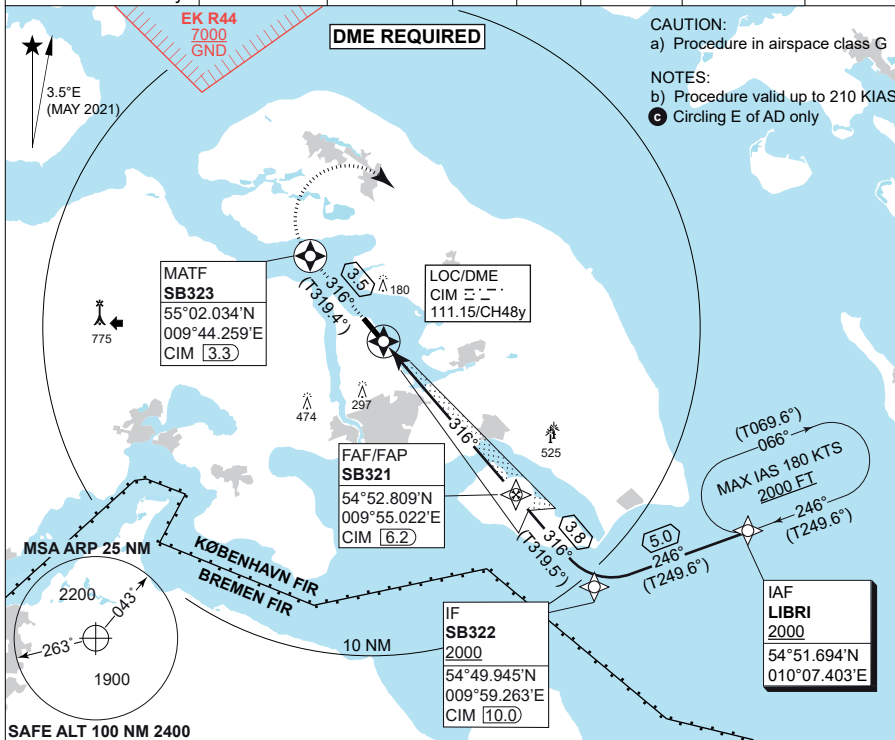 EK R44
7000
GND
DME REQUIRED
CAUTION:
a) Procedure in airspace class G
NOTES:
b) Procedure valid up to 210 KIAS
c Circling E of AD only
3.5°E
(MAY 2021)
MATF
SB323
55°02.034'N
009°44.259'E
CIM 3.3
3.5
316°
(T319.4°)
180
LOC/DME
CIM
111.15/CH48y
775
474
297
316°
525
FAF/FAP
SB321
54°52.809'N
009°55.022'E
CIM 6.2
(T069.6°)
066°
MAX IAS 180 KTS
2000 FT
246°
(T249.6°)
3.8
316°
(T319.5°)
5.0
246°
(T249.6°)
KØBENHAVN FIR
BREMEN FIR
MSA ARP 25 NM
2200
043°
263°
1900
SAFE ALT 100 NM 2400
10 NM
IF
SB322
2000
54°49.945'N
009°59.263'E
CIM 10.0
IAF
LIBRI
2000
54°51.694'N
010°07.403'E